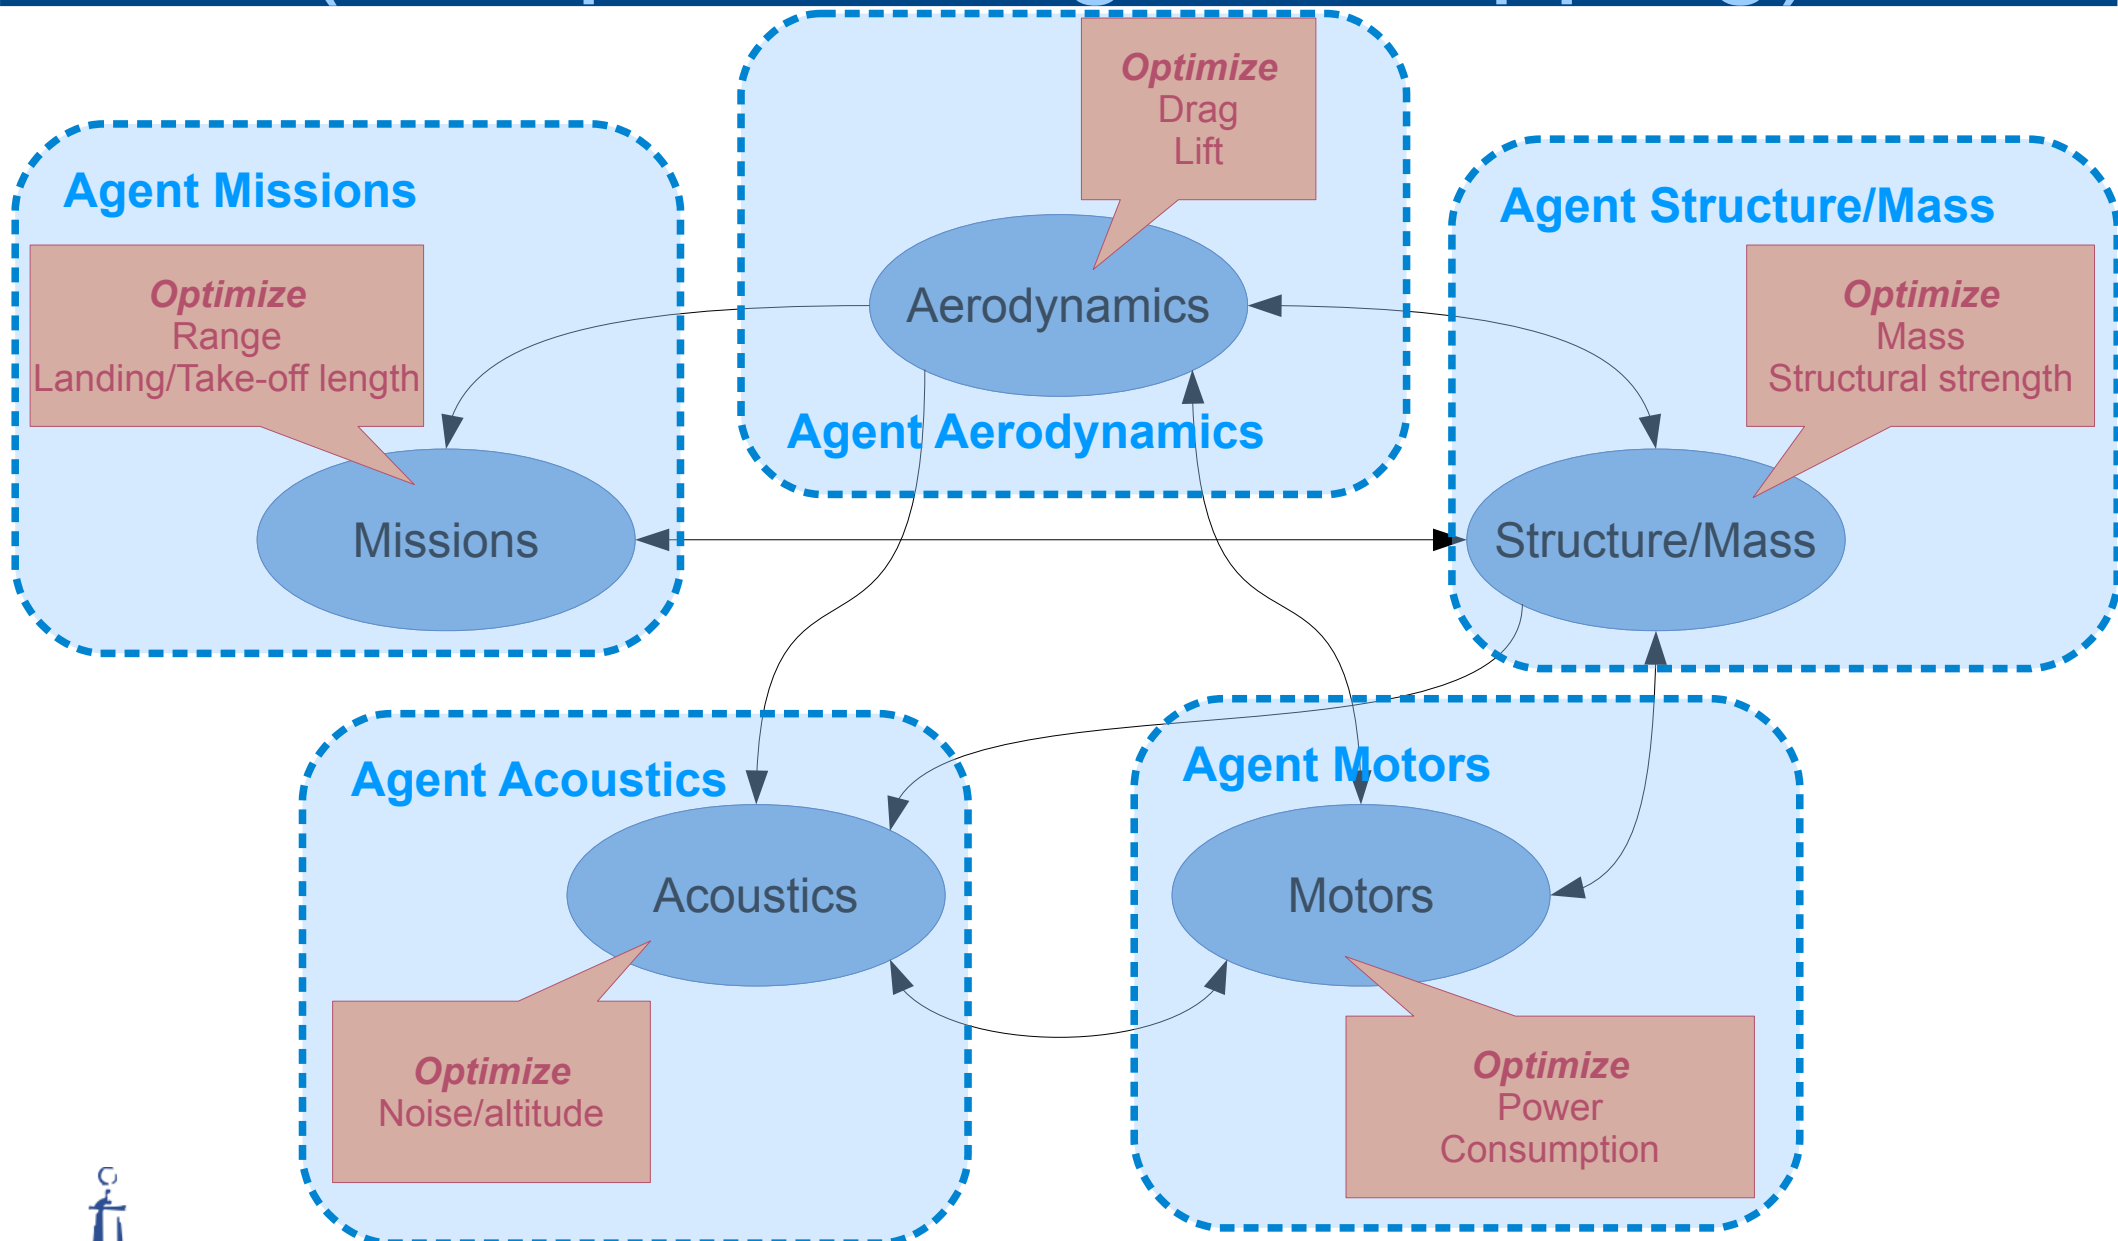 Optimize
Drag
Lift
Aerodynamics
Agent Aerodynamics
Agent Missions
Optimize
Range
Landing/Take-off length
Missions
Agent Structure/Mass
Optimize
Mass
Structural strength
Structure/Mass
Agent Acoustics
Acoustics
Optimize
Noise/altitude
Agent Motors
Motors
Optimize
Power
Consumption